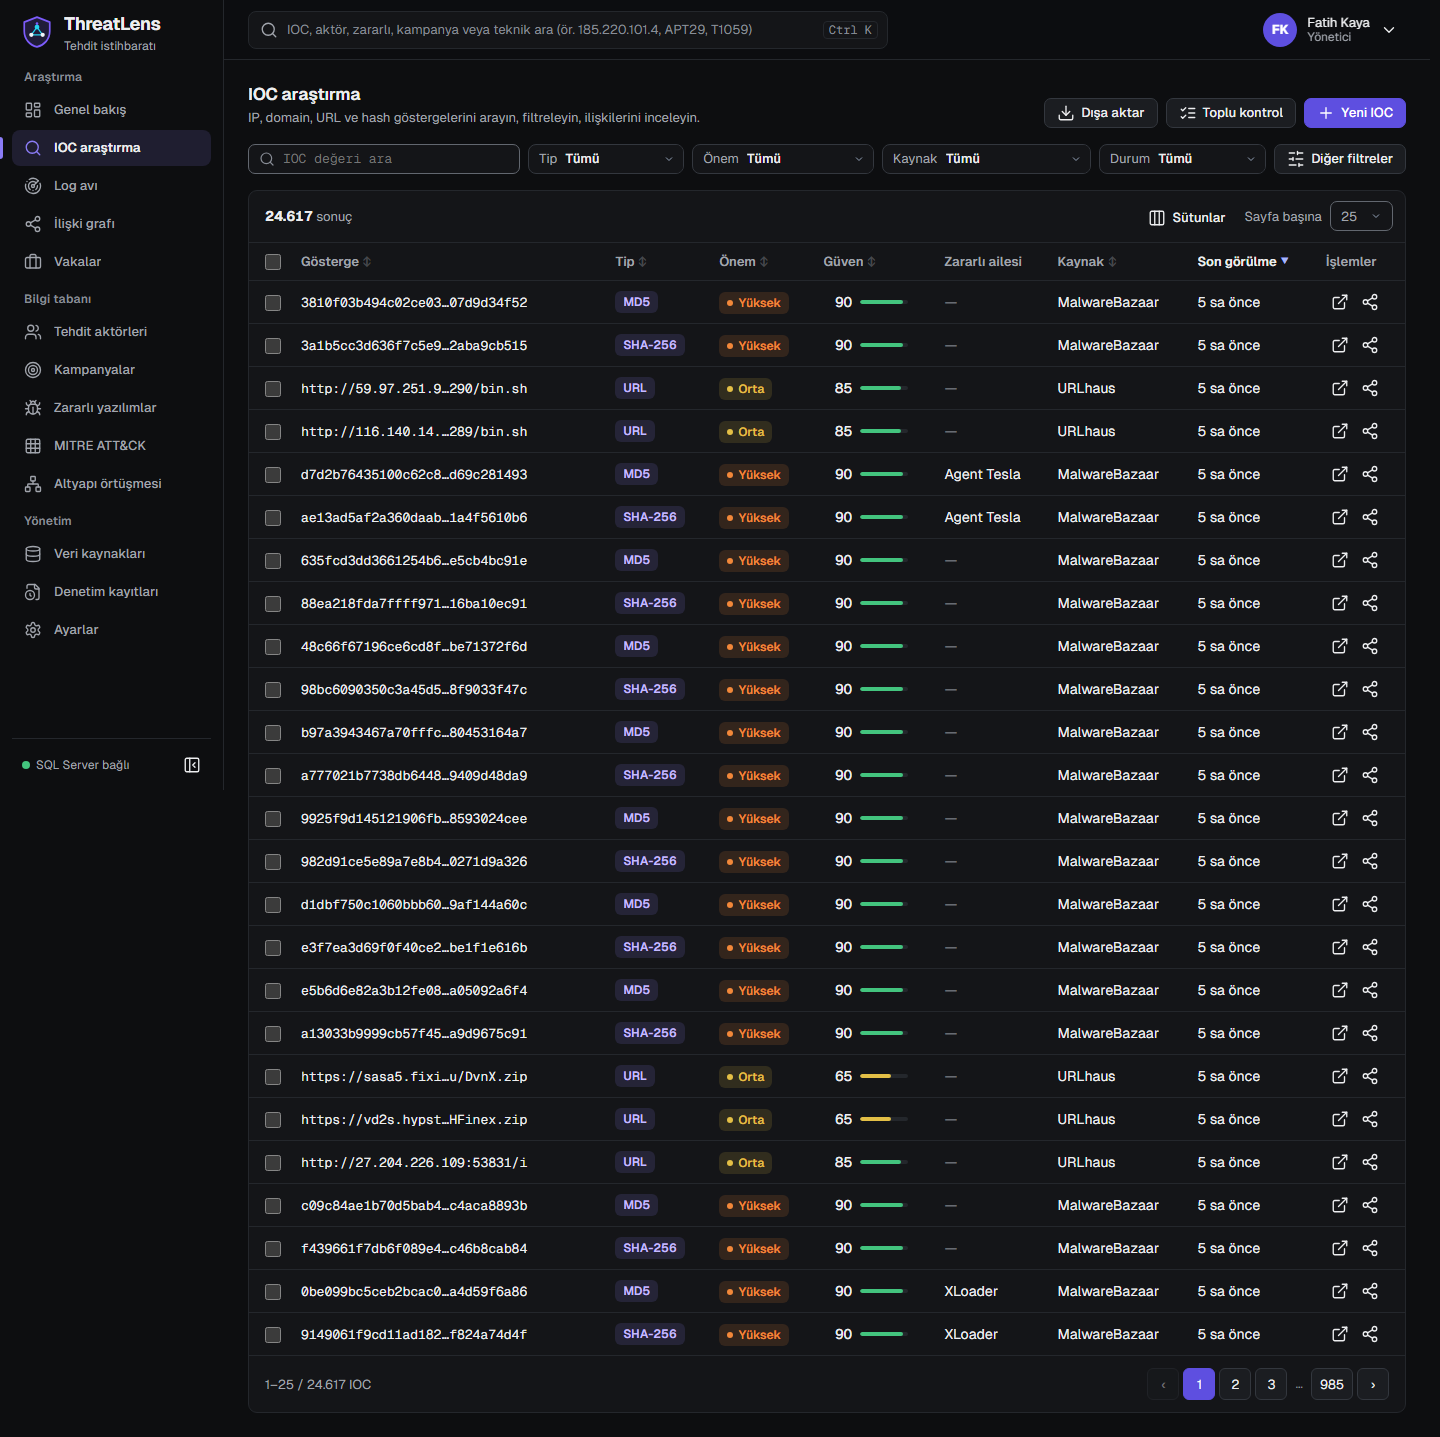 ThreatLens
Tehdit istihbaratı
Araştırma
Genel bakış
IOC araştırma
Log avı
İlişki grafı
Vakalar
Bilgi tabanı
Tehdit aktörleri
Kampanyalar
Zararlı yazılımlar
MITRE ATT&CK
Altyapı örtüşmesi
Yönetim
Veri kaynakları
Denetim kayıtları
Ayarlar
SQL Server bağlı
IOC, aktör, zararlı, kampanya veya teknik ara (ör. 185.220.101.4, APT29, T1059) Ctrl K
FK Fatih Kaya
Yönetici
IOC araştırma
IP, domain, URL ve hash göstergelerini arayın, filtreleyin, ilişkilerini inceleyin.
Dışa aktar Toplu kontrol Yeni IOC
IOC değeri ara Tip Tümü Önem Tümü Kaynak Tümü Durum Tümü Diğer filtreler
24.617 sonuç Sütunlar Sayfa başına 25
Gösterge Tip Önem Güven Zararlı ailesi Kaynak Son görülme İşlemler
3810f03b494c02ce03…07d9d34f52 MD5 Yüksek 90 — MalwareBazaar 5 sa önce
3a1b5cc3d636f7c5e9…2aba9cb515 SHA-256 Yüksek 90 — MalwareBazaar 5 sa önce
http://59.97.251.9…290/bin.sh URL Orta 85 — URLhaus 5 sa önce
http://116.140.14.…289/bin.sh URL Orta 85 — URLhaus 5 sa önce
d7d2b76435100c62c8…d69c281493 MD5 Yüksek 90 Agent Tesla MalwareBazaar 5 sa önce
ae13ad5af2a360daab…1a4f5610b6 SHA-256 Yüksek 90 Agent Tesla MalwareBazaar 5 sa önce
635fcd3dd3661254b6…e5cb4bc91e MD5 Yüksek 90 — MalwareBazaar 5 sa önce
88ea218fda7ffff971…16ba10ec91 SHA-256 Yüksek 90 — MalwareBazaar 5 sa önce
48c66f67196ce6cd8f…be71372f6d MD5 Yüksek 90 — MalwareBazaar 5 sa önce
98bc6090350c3a45d5…8f9033f47c SHA-256 Yüksek 90 — MalwareBazaar 5 sa önce
b97a3943467a70fffc…80453164a7 MD5 Yüksek 90 — MalwareBazaar 5 sa önce
a777021b7738db6448…9409d48da9 SHA-256 Yüksek 90 — MalwareBazaar 5 sa önce
9925f9d145121906fb…8593024cee MD5 Yüksek 90 — MalwareBazaar 5 sa önce
982d91ce5e89a7e8b4…0271d9a326 SHA-256 Yüksek 90 — MalwareBazaar 5 sa önce
d1dbf750c1060bbb60…9af144a60c MD5 Yüksek 90 — MalwareBazaar 5 sa önce
e3f7ea3d69f0f40ce2…be1f1e616b SHA-256 Yüksek 90 — MalwareBazaar 5 sa önce
e5b6d6e82a3b12fe08…a05092a6f4 MD5 Yüksek 90 — MalwareBazaar 5 sa önce
a13033b9999cb57f45…a9d9675c91 SHA-256 Yüksek 90 — MalwareBazaar 5 sa önce
https://sasa5.fixi…u/DvnX.zip URL Orta 65 — URLhaus 5 sa önce
https://vd2s.hypst…HFinex.zip URL Orta 65 — URLhaus 5 sa önce
http://27.204.226.109:53831/i URL Orta 85 — URLhaus 5 sa önce
c09c84ae1b70d5bab4…c4aca8893b MD5 Yüksek 90 — MalwareBazaar 5 sa önce
f439661f7db6f089e4…c46b8cab84 SHA-256 Yüksek 90 — MalwareBazaar 5 sa önce
0be099bc5ceb2bcac0…a4d59f6a86 MD5 Yüksek 90 XLoader MalwareBazaar 5 sa önce
9149061f9cd11ad182…f824a74d4f SHA-256 Yüksek 90 XLoader MalwareBazaar 5 sa önce
1–25 / 24.617 IOC ‹ 1 2 3 … 985 ›